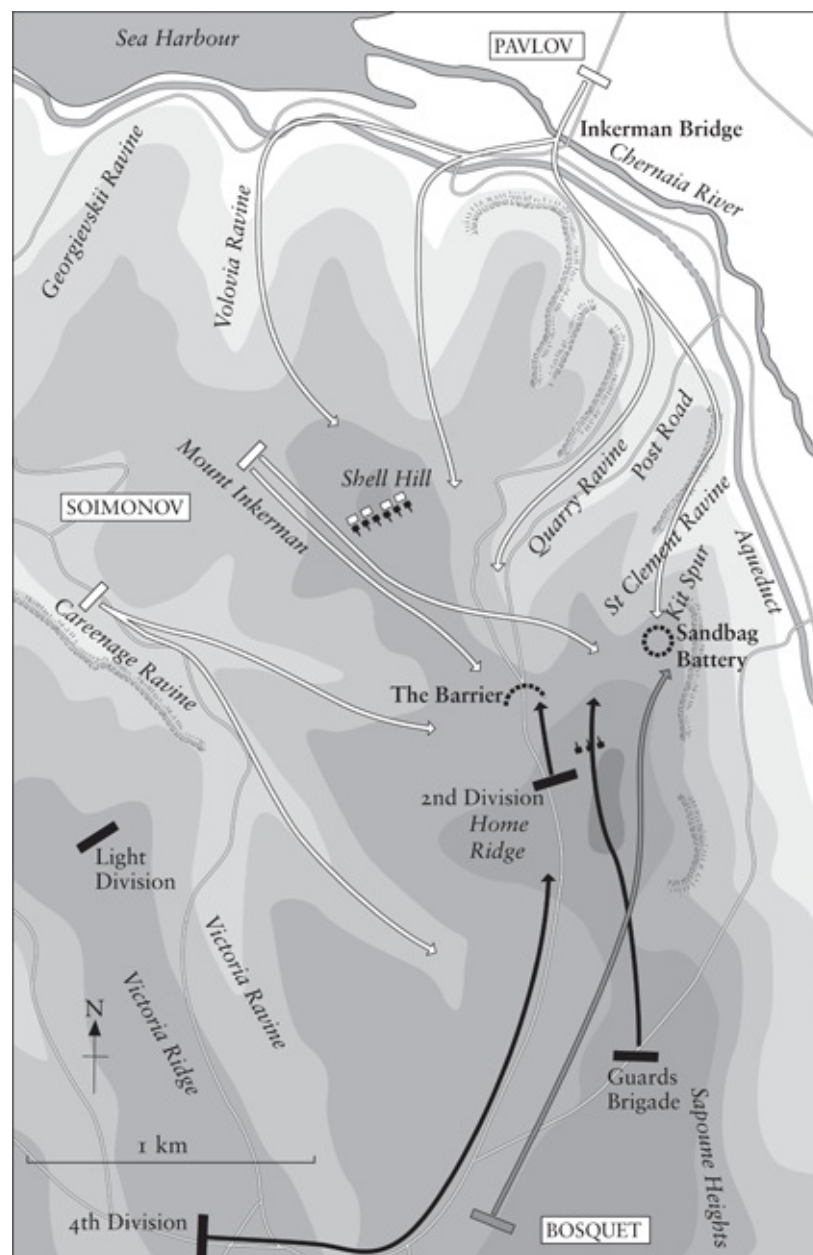 Sea Harbour
PAVLOV
Inkerman Bridge
Chernaia River
Georgievskii Ravine
Volovia Ravine
Mount Inkerman
Shell Hill
Quarry Ravine
Post Road
St Clement Ravine
Kit Spur
Aqueduct
SOIMONOV
Careenage Ravine
Sandbag
Battery
The Barrier
2nd Division
Home
Ridge
Light
Division
Victoria Ridge
Victoria Ravine
N
Guards
Brigade
Sapoune Heights
1 km
4th Division
BOSQUET